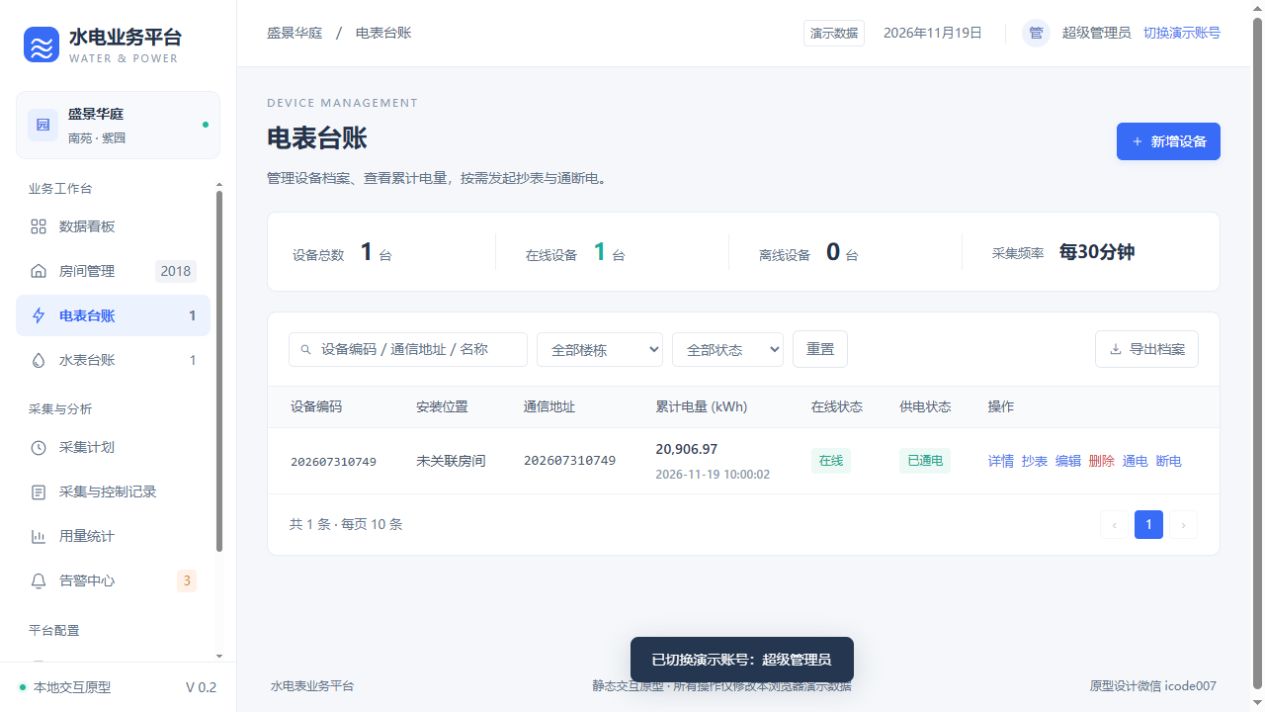 水电业务平台
WATER & POWER
园
盛景华庭
南苑 · 紫园
业务工作台
数据看板
房间管理 2018
电表台账 1
水表台账 1
采集与分析
采集计划
采集与控制记录
用量统计
告警中心 3
平台配置
本地交互原型 V 0.2
盛景华庭 / 电表台账
演示数据 2026年11月19日 管 超级管理员 切换演示账号
DEVICE MANAGEMENT
电表台账
管理设备档案、查看累计电量，按需发起抄表与通断电。
+ 新增设备
设备总数 1 台 在线设备 1 台 离线设备 0 台 采集频率 每30分钟
设备编码 / 通信地址 / 名称 全部楼栋 全部状态 重置 导出档案
设备编码 安装位置 通信地址 累计电量 (kWh) 在线状态 供电状态 操作
202607310749 未关联房间 202607310749 20,906.97 在线 已通电 详情 抄表 编辑 删除 通电 断电
2026-11-19 10:00:02
共 1 条 · 每页 10 条 ‹ 1 ›
已切换演示账号：超级管理员
水电表业务平台 静态交互原型 · 所有操作仅修改本浏览器演示数据 原型设计微信 icode007